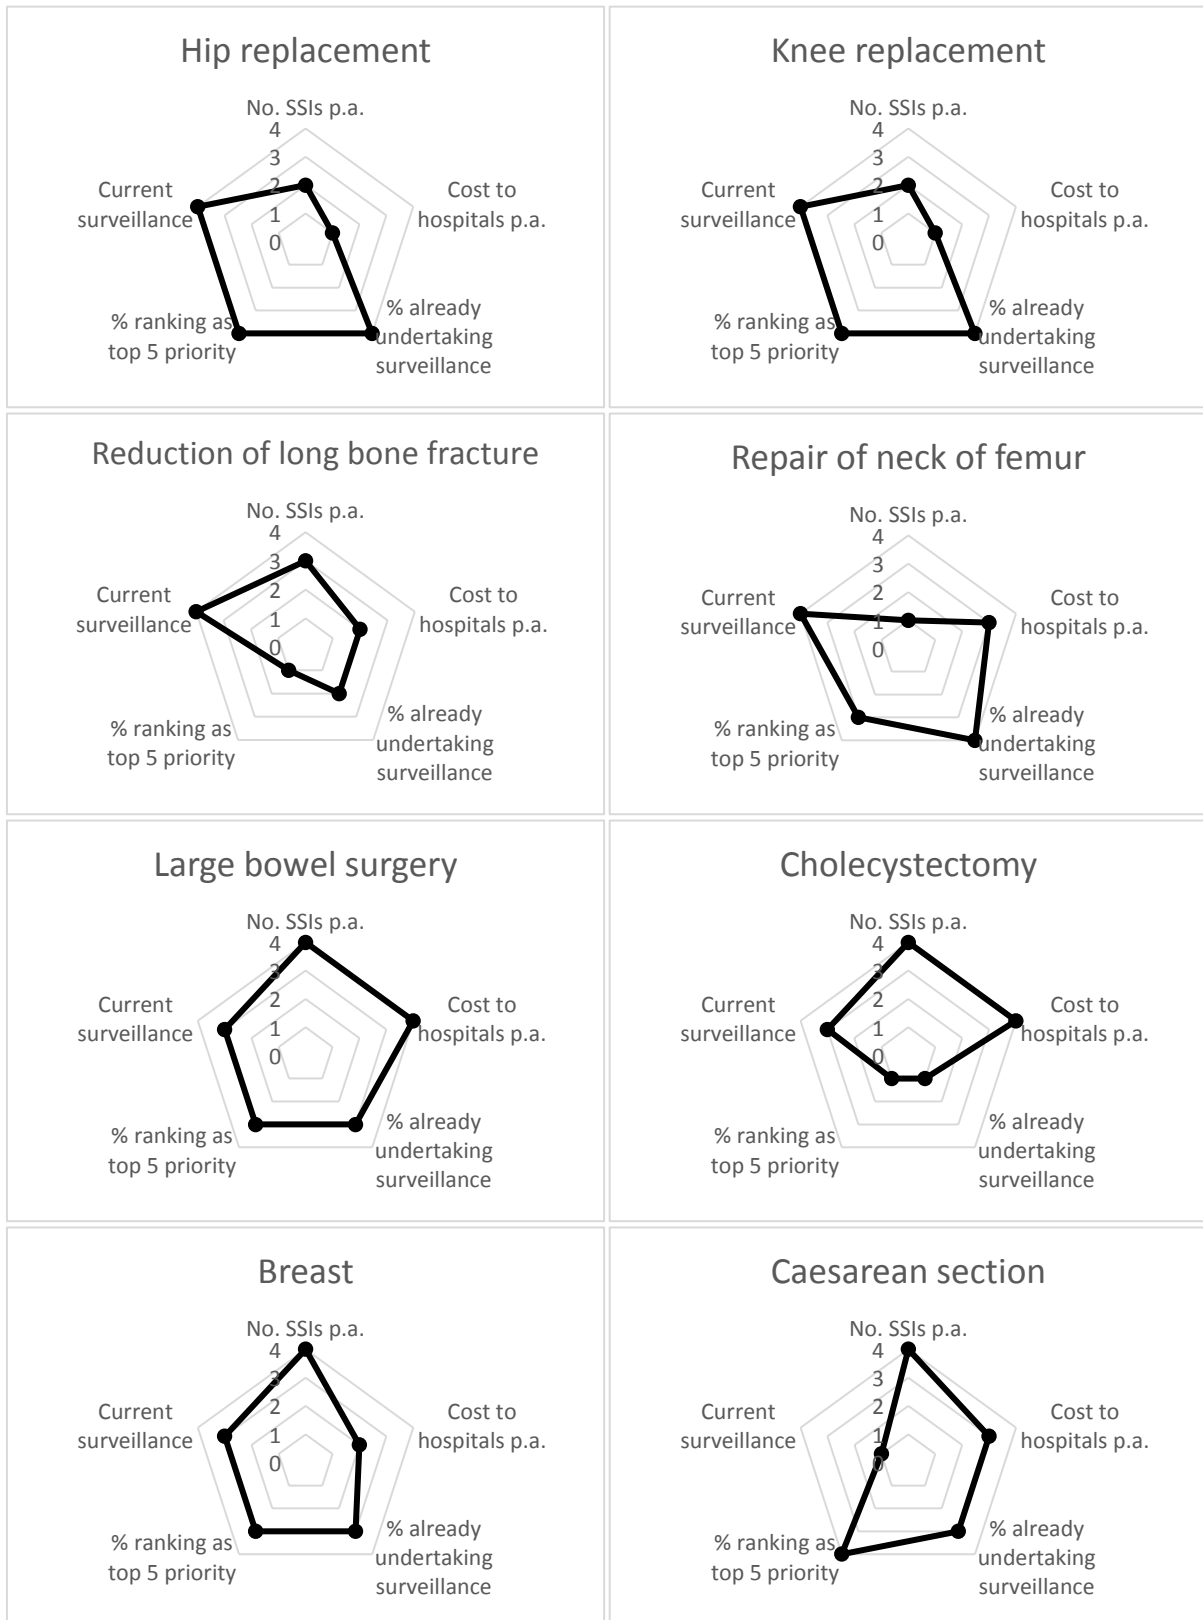 Hip replacement
No. SSIs p.a.
4
3
2
1
0
Cost to
hospitals p.a.
% already
undertaking
surveillance
% ranking as
top 5 priority
Current
surveillance
Knee replacement
No. SSIs p.a.
4
3
2
1
0
Cost to
hospitals p.a.
% already
undertaking
surveillance
% ranking as
top 5 priority
Current
surveillance
Reduction of long bone fracture
No. SSIs p.a.
4
3
2
1
0
Cost to
hospitals p.a.
% already
undertaking
surveillance
% ranking as
top 5 priority
Current
surveillance
Repair of neck of femur
No. SSIs p.a.
4
3
2
1
0
Cost to
hospitals p.a.
% already
undertaking
surveillance
% ranking as
top 5 priority
Current
surveillance
Large bowel surgery
No. SSIs p.a.
4
3
2
1
0
Cost to
hospitals p.a.
% already
undertaking
surveillance
% ranking as
top 5 priority
Current
surveillance
Cholecystectomy
No. SSIs p.a.
4
3
2
1
0
Cost to
hospitals p.a.
% already
undertaking
surveillance
% ranking as
top 5 priority
Current
surveillance
Breast
No. SSIs p.a.
4
3
2
1
0
Cost to
hospitals p.a.
% already
undertaking
surveillance
% ranking as
top 5 priority
Current
surveillance
Caesarean section
No. SSIs p.a.
4
3
2
1
0
Cost to
hospitals p.a.
% already
undertaking
surveillance
% ranking as
top 5 priority
Current
surveillance